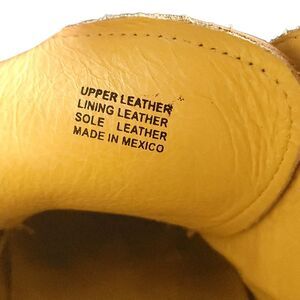 UPPER LEATHER
LINING LEATHER
SOLE LEATHER
MADE IN MEXICO